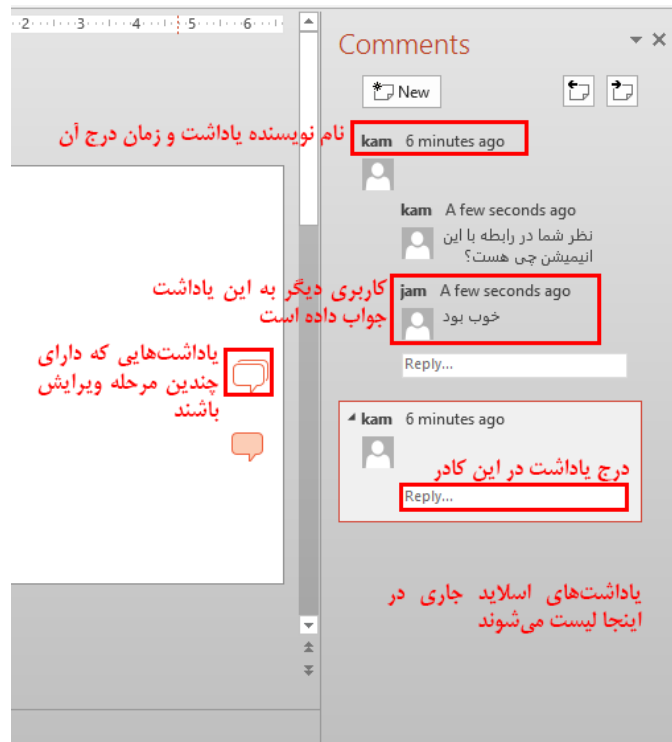 2 3 4 5 6
Comments
New
نام نویسنده یاداشت و زمان درج آن
kam 6 minutes ago
kam A few seconds ago
نظر شما در رابطه با این
انیمیشن چی هست؟
کاربری دیگر به این یاداشت
جواب داده است
jam A few seconds ago
خوب بود
یاداشت‌هایی که دارای
چندین مرحله ویرایش
باشند
Reply...
kam 6 minutes ago
درج یاداشت در این کادر
Reply...
یاداشت‌های اسلاید جاری در
اینجا لیست می‌شوند